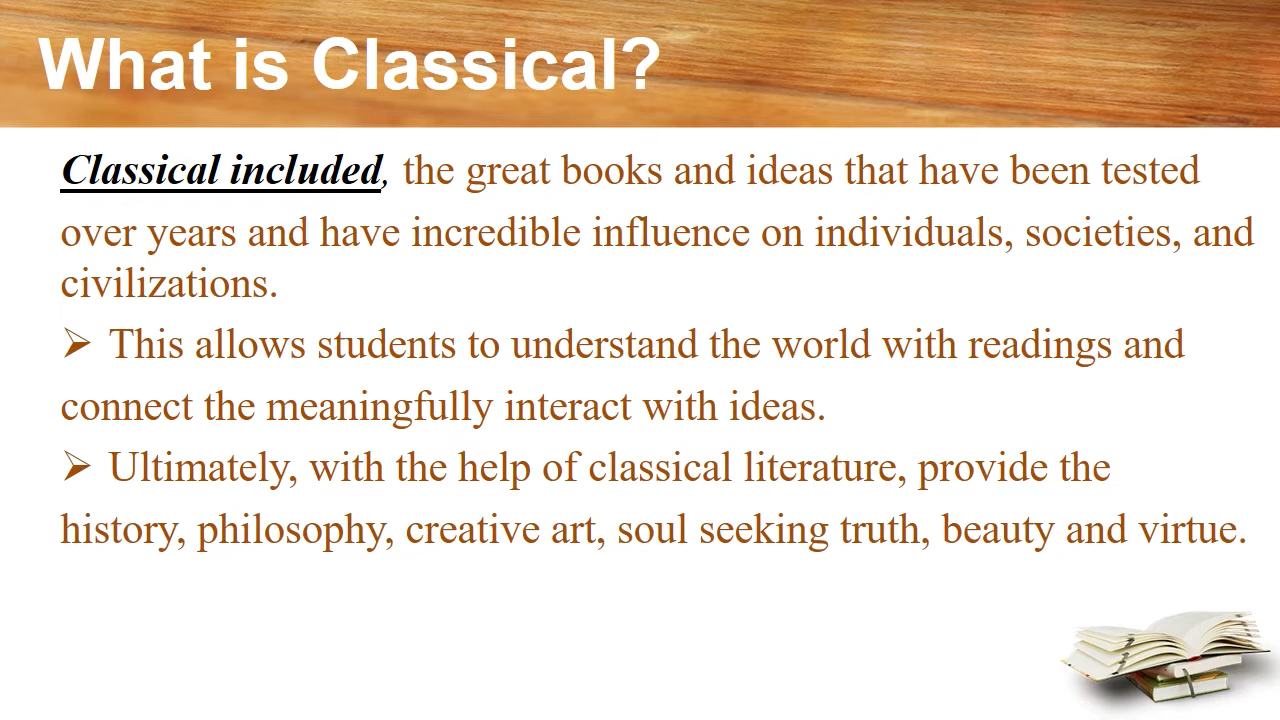 What is Classical?
Classical included, the great books and ideas that have been tested
over years and have incredible influence on individuals, societies, and
civilizations.
➢ This allows students to understand the world with readings and
connect the meaningfully interact with ideas.
➢ Ultimately, with the help of classical literature, provide the
history, philosophy, creative art, soul seeking truth, beauty and virtue.